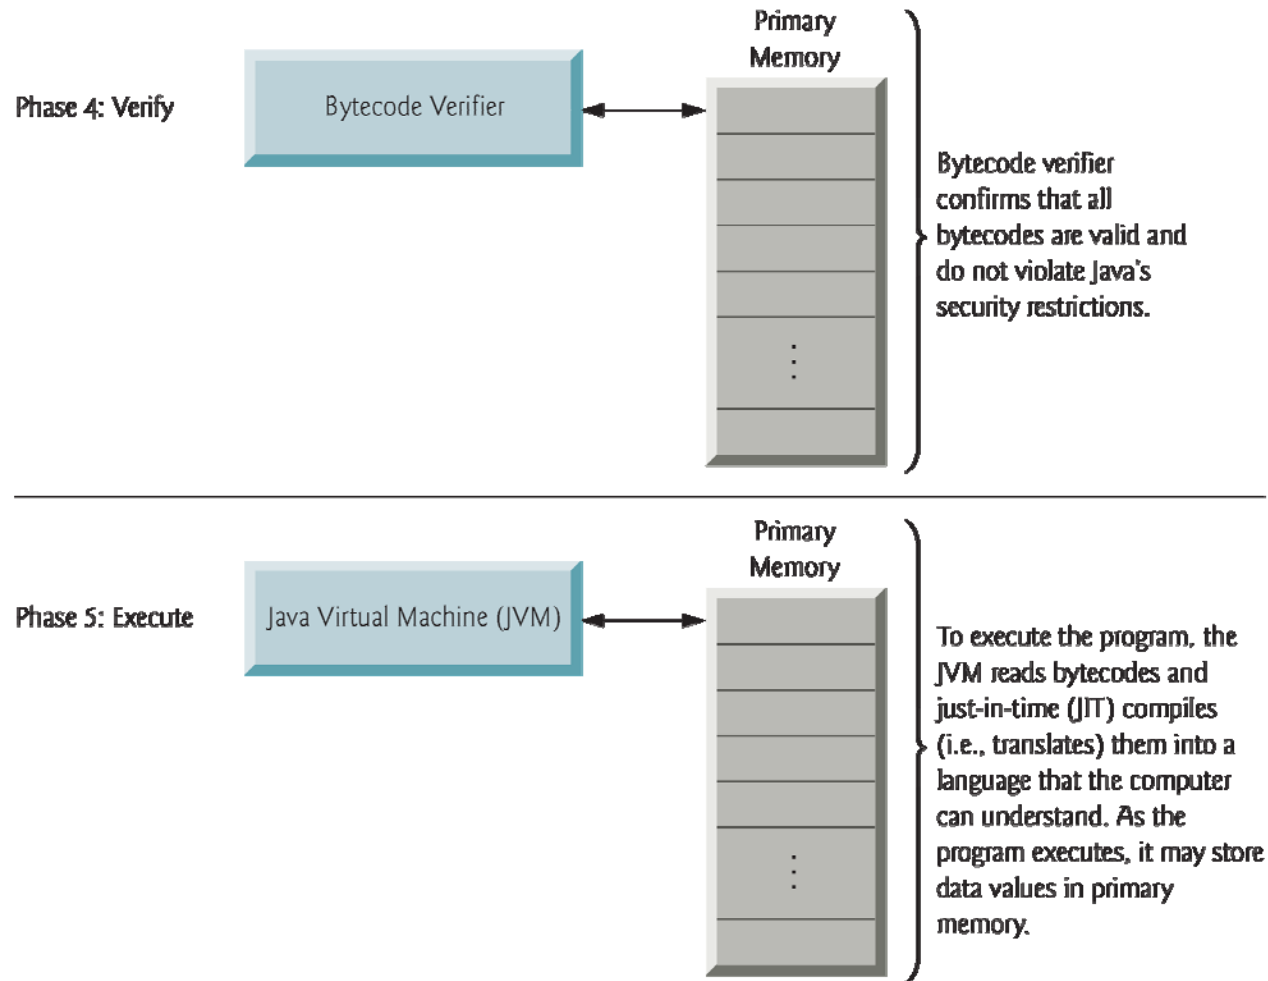 Primary
Memory
Phase 4: Verify
Bytecode Verifier
Bytecode verifier
confirms that all
bytecodes are valid and
do not violate Java's
security restrictions.
Primary
Memory
Phase 5: Execute
Java Virtual Machine (JVM)
To execute the program, the
JVM reads bytecodes and
just-in-time (JIT) compiles
(i.e., translates) them into a
language that the computer
can understand. As the
program executes, it may store
data values in primary
memory.